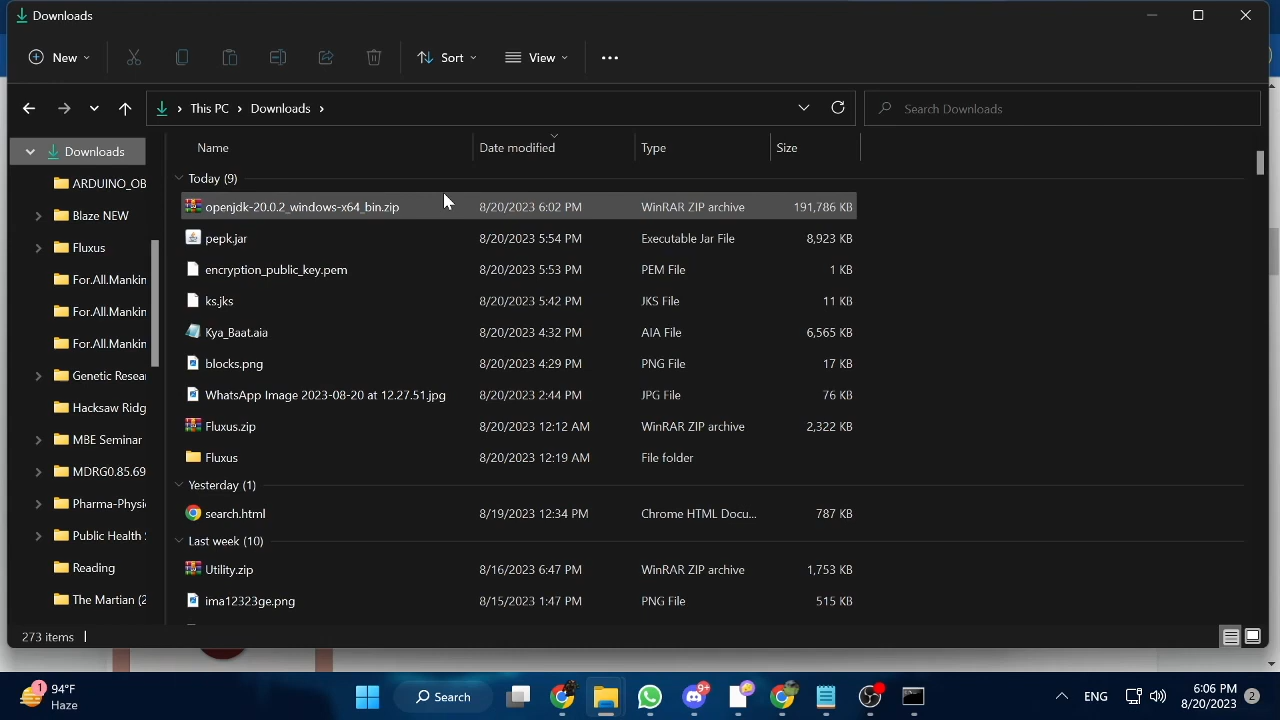 Downloads
New
Sort
View
This PC > Downloads >
Search Downloads
Name Date modified Type Size
Downloads
ARDUINO_OB
Blaze NEW
Fluxus
For.All.Mankin
For.All.Mankin
For.All.Mankin
Genetic Resea
Hacksaw Ridg
MBE Seminar
MDRG0.85.69
Pharma-Physi
Public Health
Reading
The Martian (2
Today (9)
openjdk-20.0.2_windows-x64_bin.zip 8/20/2023 6:02 PM WinRAR ZIP archive 191,786 KB
pepk.jar 8/20/2023 5:54 PM Executable Jar File 8,923 KB
encryption_public_key.pem 8/20/2023 5:53 PM PEM File 1 KB
ks.jks 8/20/2023 5:42 PM JKS File 11 KB
Kya_Baat.aia 8/20/2023 4:32 PM AIA File 6,565 KB
blocks.png 8/20/2023 4:29 PM PNG File 17 KB
WhatsApp Image 2023-08-20 at 12.27.51.jpg 8/20/2023 2:44 PM JPG File 76 KB
Fluxus.zip 8/20/2023 12:12 AM WinRAR ZIP archive 2,322 KB
Fluxus 8/20/2023 12:19 AM File folder
Yesterday (1)
search.html 8/19/2023 12:34 PM Chrome HTML Docu... 787 KB
Last week (10)
Utility.zip 8/16/2023 6:47 PM WinRAR ZIP archive 1,753 KB
ima12323ge.png 8/15/2023 1:47 PM PNG File 515 KB
273 items
1
94°F
Haze
Search
9+
ENG
6:06 PM
8/20/2023
2